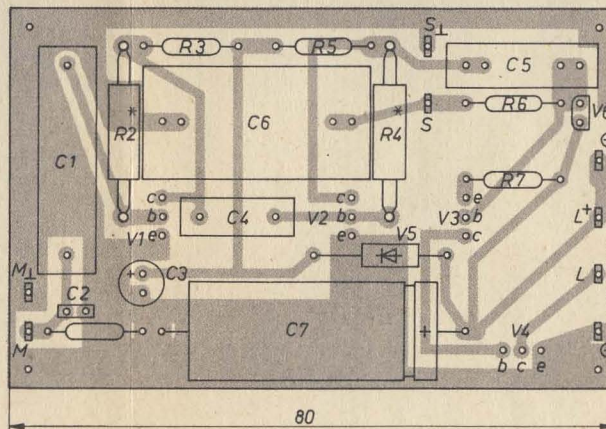 S⊥
R3
R5
C5
*
*
S
R6
V6
R2
C6
R4
C1
Θ
R7
c
c
e
b
C4
V2
b
V3
b
L+
V1
e
e
c
V5
M⊥
+
C3
L
C2
C7
+
V4
M
+
+
b
c
e
Θ
80